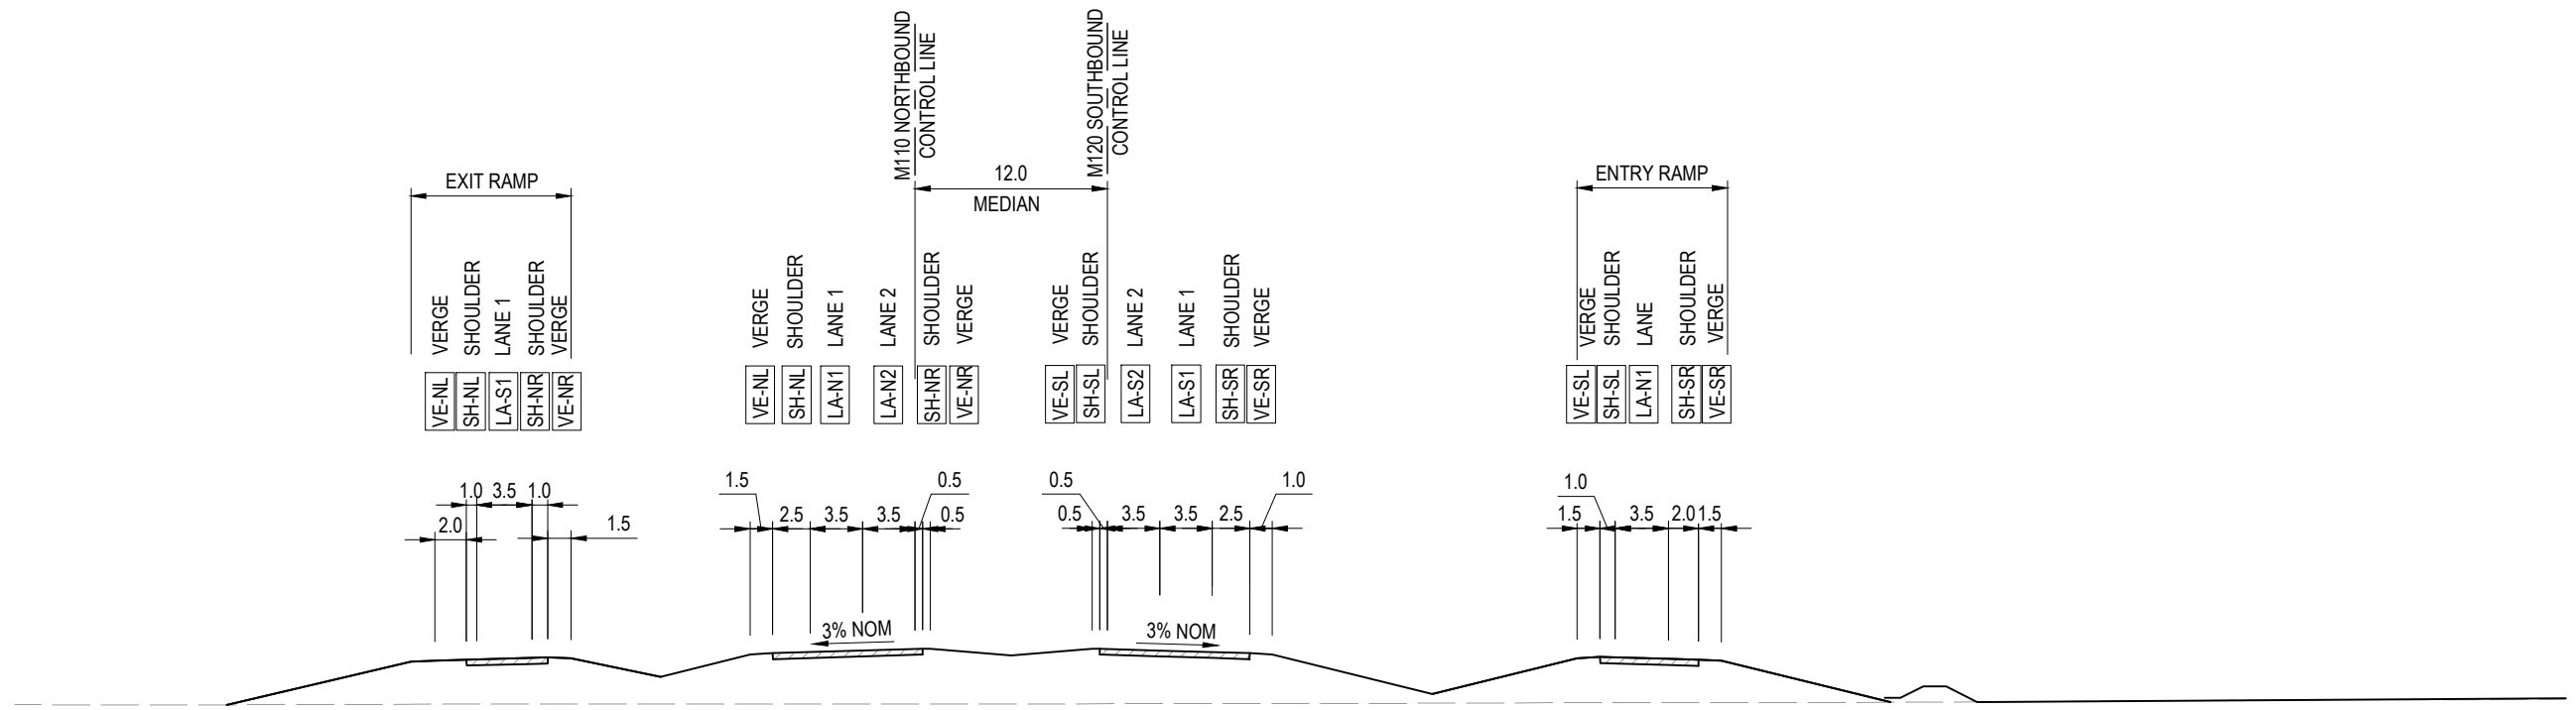 M110 NORTHBOUND
CONTROL LINE
M120 SOUTHBOUND
CONTROL LINE
EXIT RAMP
12.0
MEDIAN
ENTRY RAMP
VERGE
SHOULDER
LANE 1
SHOULDER
VERGE
VERGE
SHOULDER
LANE 1
LANE 2
SHOULDER
VERGE
VERGE
SHOULDER
LANE 2
LANE 1
SHOULDER
VERGE
VERGE
SHOULDER
LANE
SHOULDER
VERGE
VE-NL
SH-NL
LA-S1
SH-NR
VE-NR
VE-NL
SH-NL
LA-N1
LA-N2
SH-NR
VE-NR
VE-SL
SH-SL
LA-S2
LA-S1
SH-SR
VE-SR
VE-SL
SH-SL
LA-N1
SH-SR
VE-SR
1.0 3.5 1.0
2.0
1.5
1.5
0.5
2.5 3.5 3.5 0.5
0.5
1.0
0.5 3.5 3.5 2.5
1.0
1.5 3.5 2.0 1.5
3% NOM
3% NOM